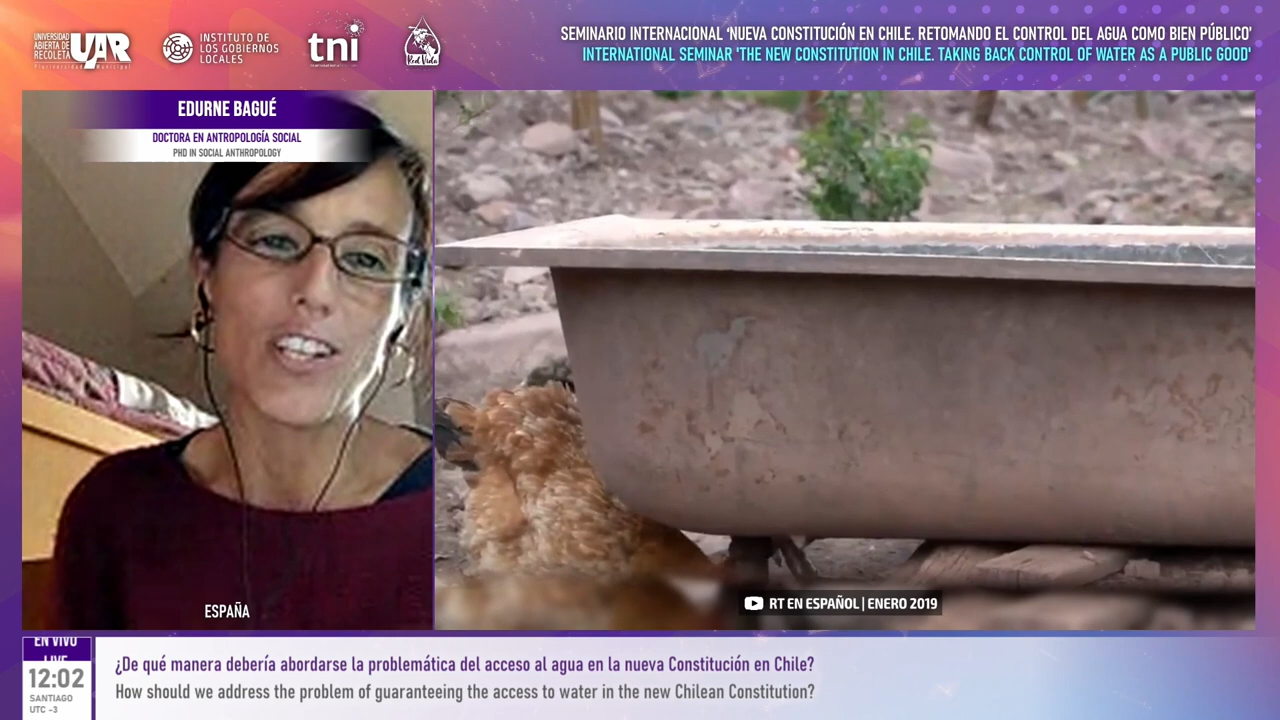 UNIVERSIDAD
ABIERTA DE
RECOLETA
UAR
Pluriversidad Municipal
INSTITUTO DE
LOS GOBIERNOS
LOCALES
tni
Red Vida
SEMINARIO INTERNACIONAL 'NUEVA CONSTITUCIÓN EN CHILE. RETOMANDO EL CONTROL DEL AGUA COMO BIEN PÚBLICO'
INTERNATIONAL SEMINAR 'THE NEW CONSTITUTION IN CHILE. TAKING BACK CONTROL OF WATER AS A PUBLIC GOOD'
EDURNE BAGUÉ
DOCTORA EN ANTROPOLOGÍA SOCIAL
PHD IN SOCIAL ANTHROPOLOGY
ESPAÑA
RT EN ESPAÑOL | ENERO 2019
EN VIVO
LIVE
12:02
SANTIAGO
UTC -3
¿De qué manera debería abordarse la problemática del acceso al agua en la nueva Constitución en Chile?
How should we address the problem of guaranteeing the access to water in the new Chilean Constitution?